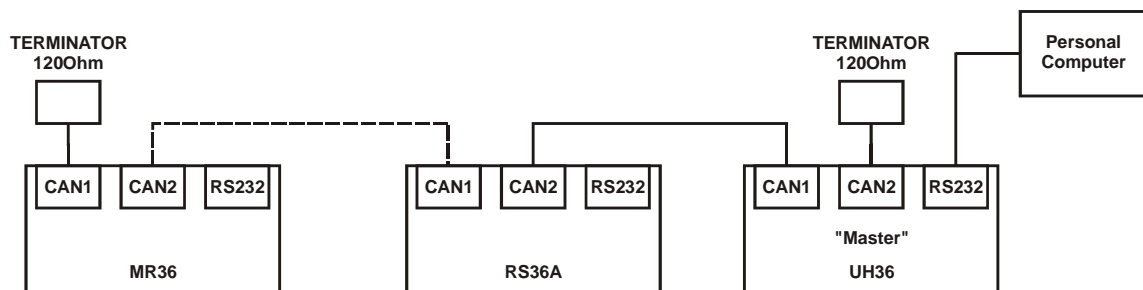 TERMINATOR
120Ohm
TERMINATOR
120Ohm
Personal
Computer
CAN1
CAN2
RS232
CAN1
CAN2
RS232
CAN1
CAN2
RS232
"Master"
MR36
RS36A
UH36